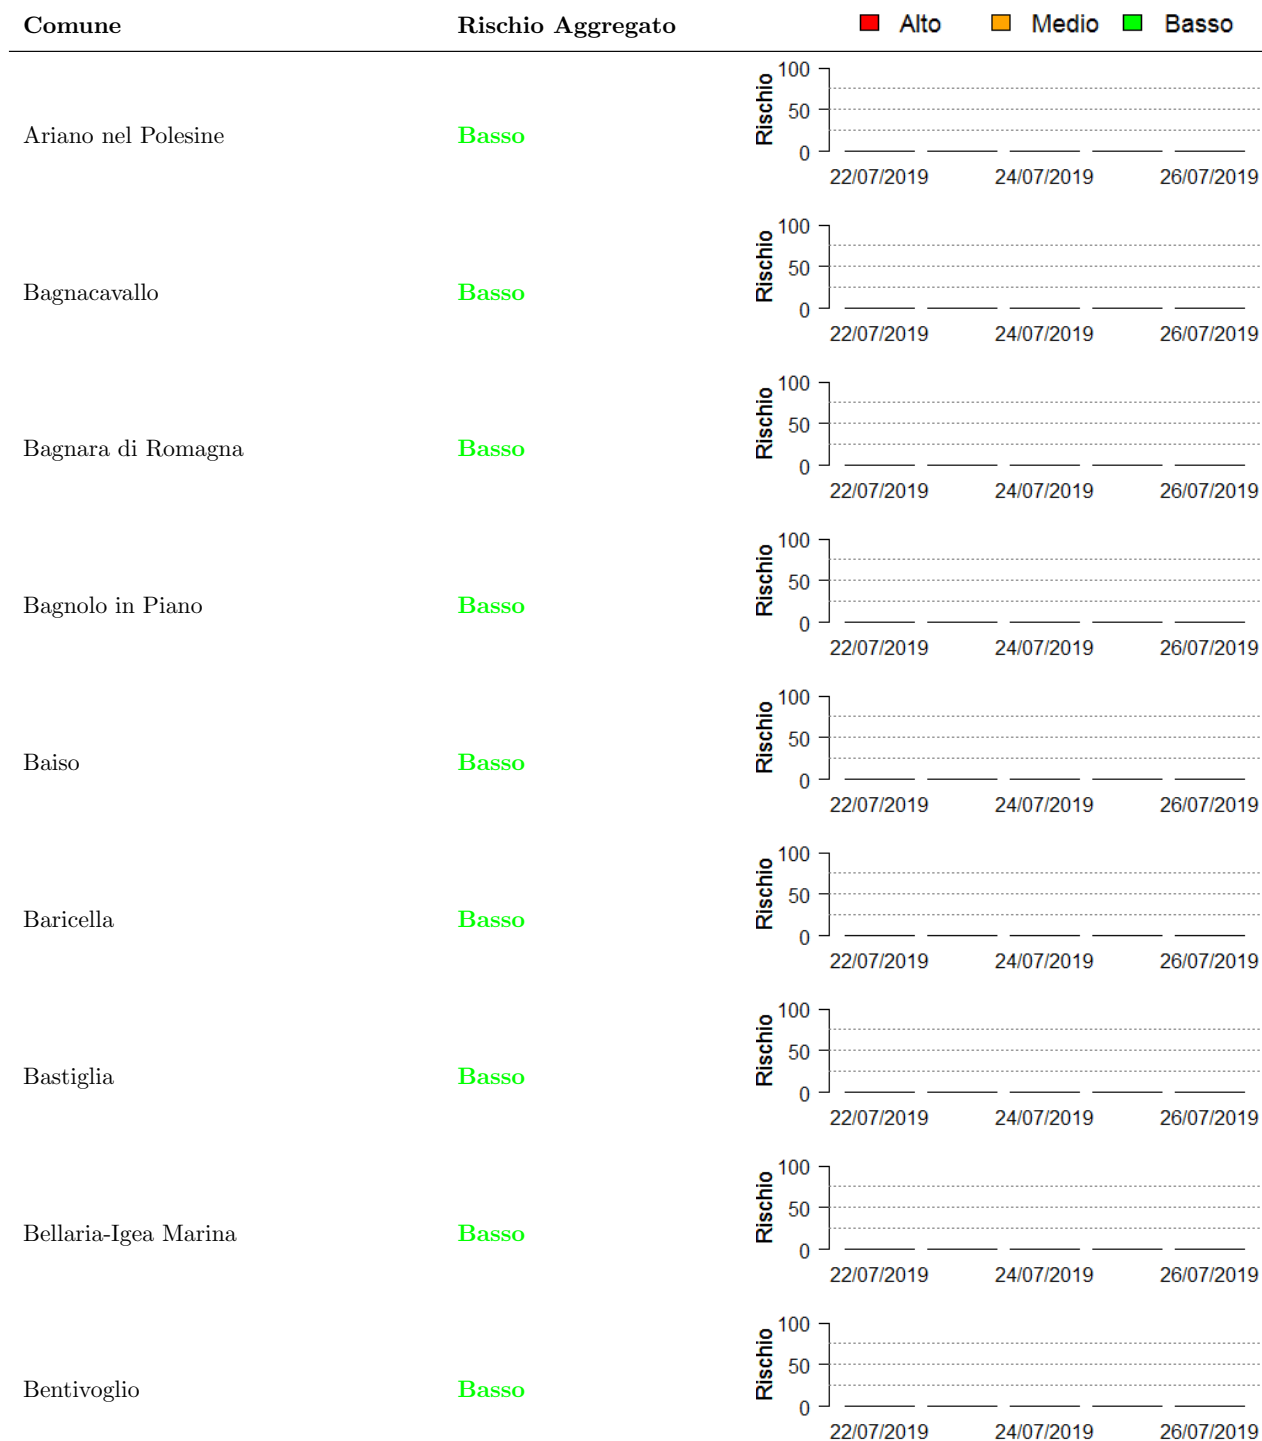 Comune Rischio Aggregato Alto Medio Basso
Ariano nel Polesine Basso
Rischio
100
50
0
22/07/2019 24/07/2019 26/07/2019
Bagnacavallo Basso
Rischio
100
50
0
22/07/2019 24/07/2019 26/07/2019
Bagnara di Romagna Basso
Rischio
100
50
0
22/07/2019 24/07/2019 26/07/2019
Bagnolo in Piano Basso
Rischio
100
50
0
22/07/2019 24/07/2019 26/07/2019
Baiso Basso
Rischio
100
50
0
22/07/2019 24/07/2019 26/07/2019
Baricella Basso
Rischio
100
50
0
22/07/2019 24/07/2019 26/07/2019
Bastiglia Basso
Rischio
100
50
0
22/07/2019 24/07/2019 26/07/2019
Bellaria-Igea Marina Basso
Rischio
100
50
0
22/07/2019 24/07/2019 26/07/2019
Bentivoglio Basso
Rischio
100
50
0
22/07/2019 24/07/2019 26/07/2019